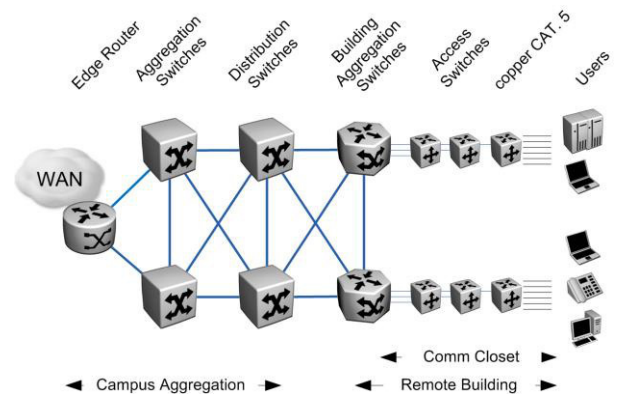 Edge Router
Aggregation
Switches
Distribution
Switches
Building
Aggregation
Switches
Access
Switches
copper CAT. 5
Users
WAN
Comm Closet
Campus Aggregation
Remote Building